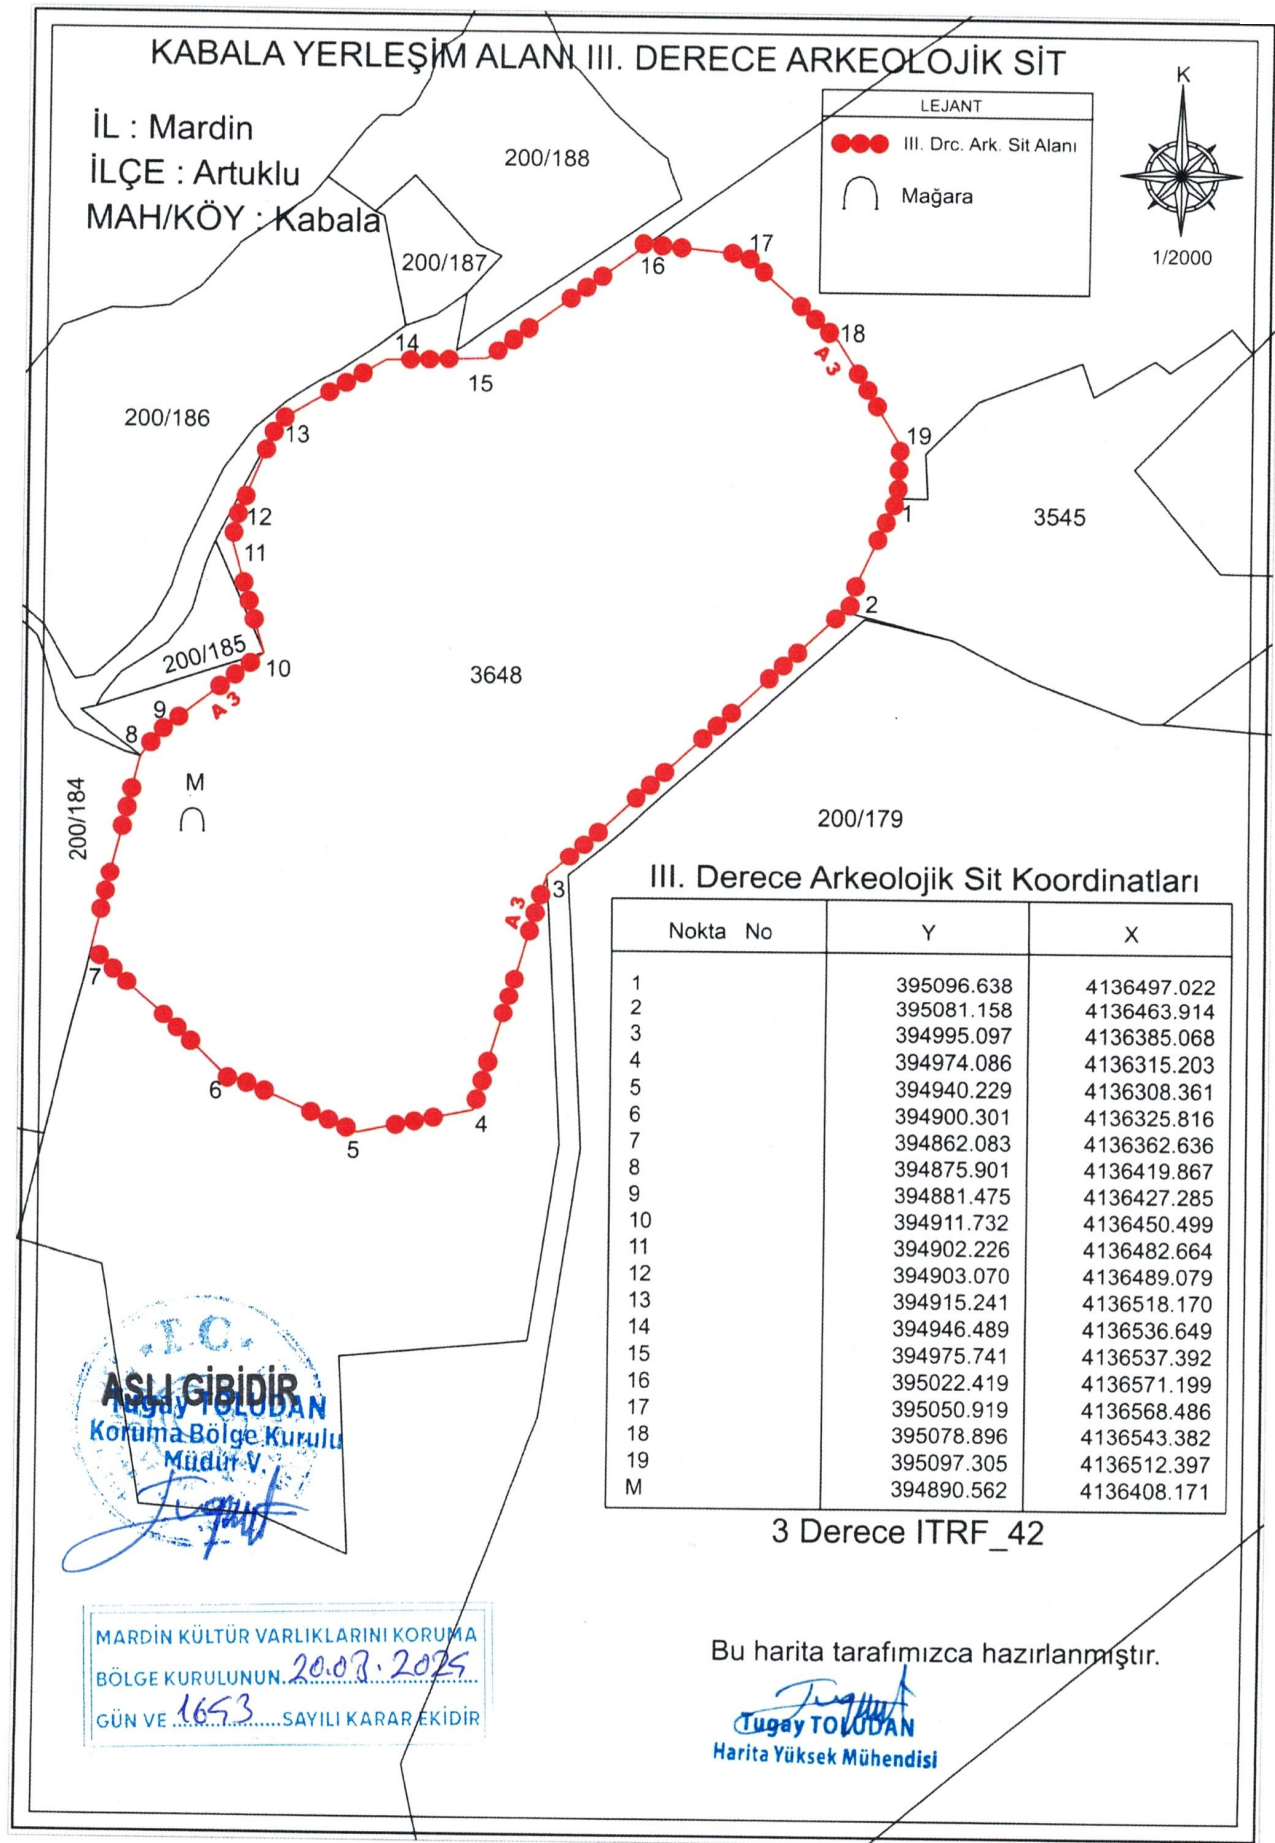 KABALA YERLEŞİM ALANI III. DERECE ARKEOLOJİK SİT
İL : Mardin
İLÇE : Artuklu
MAH/KÖY : Kabala
LEJANT
III. Drc. Ark. Sit Alanı
Mağara
K
1/2000
200/188
200/187
200/186
200/185
200/184
3648
3545
200/179
16
17
18
A 3
19
1
2
3
A 3
4
5
6
7
8
9
A 3
10
11
12
13
14
15
M
III. Derece Arkeolojik Sit Koordinatları
Nokta No Y X
1 395096.638 4136497.022
2 395081.158 4136463.914
3 394995.097 4136385.068
4 394974.086 4136315.203
5 394940.229 4136308.361
6 394900.301 4136325.816
7 394862.083 4136362.636
8 394875.901 4136419.867
9 394881.475 4136427.285
10 394911.732 4136450.499
11 394902.226 4136482.664
12 394903.070 4136489.079
13 394915.241 4136518.170
14 394946.489 4136536.649
15 394975.741 4136537.392
16 395022.419 4136571.199
17 395050.919 4136568.486
18 395078.896 4136543.382
19 395097.305 4136512.397
M 394890.562 4136408.171
3 Derece ITRF_42
T.C.
ASLI GİBİDİR
Tugay TOLUDAN
Koruma Bölge Kurulu
Müdür V.
MARDİN KÜLTÜR VARLIKLARINI KORUMA
BÖLGE KURULUNUN
GÜN VE SAYILI KARAR EKİDİR
Bu harita tarafımızca hazırlanmıştır.
Tugay TOLUDAN
Harita Yüksek Mühendisi